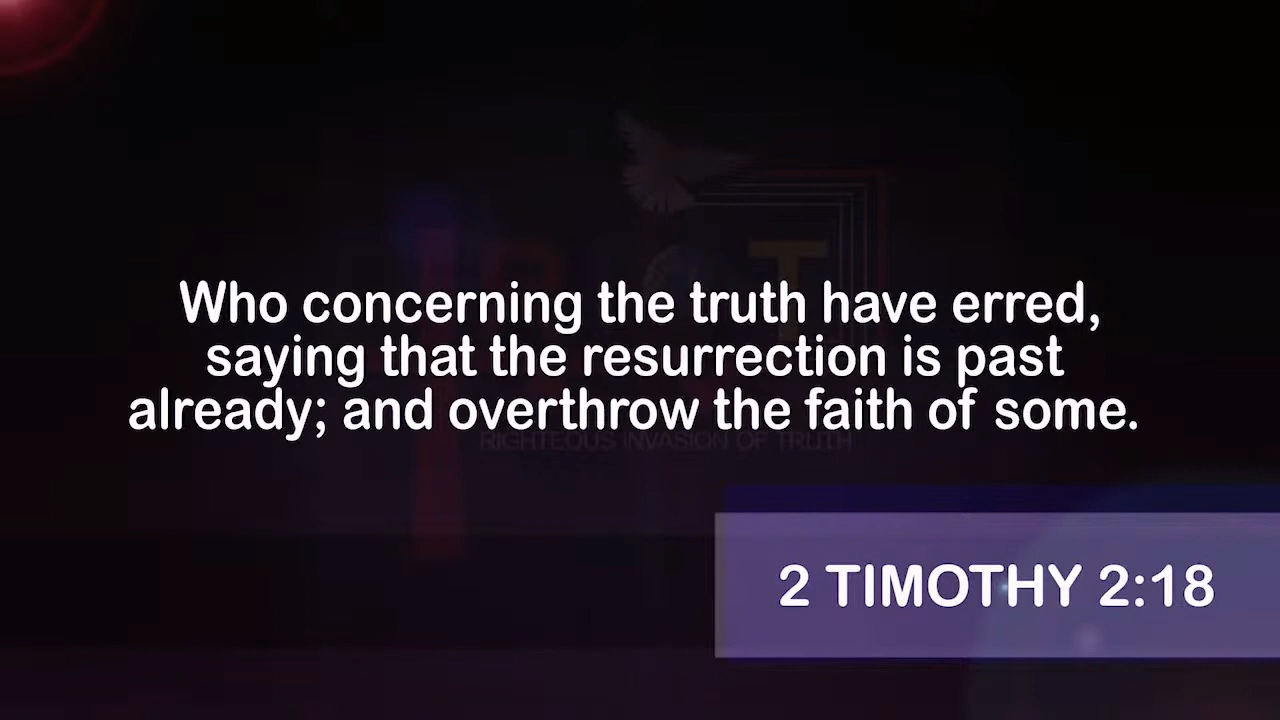 Who concerning the truth have erred,
saying that the resurrection is past
already; and overthrow the faith of some.
RIGHTEOUS INVASION OF TRUTH
2 TIMOTHY 2:18